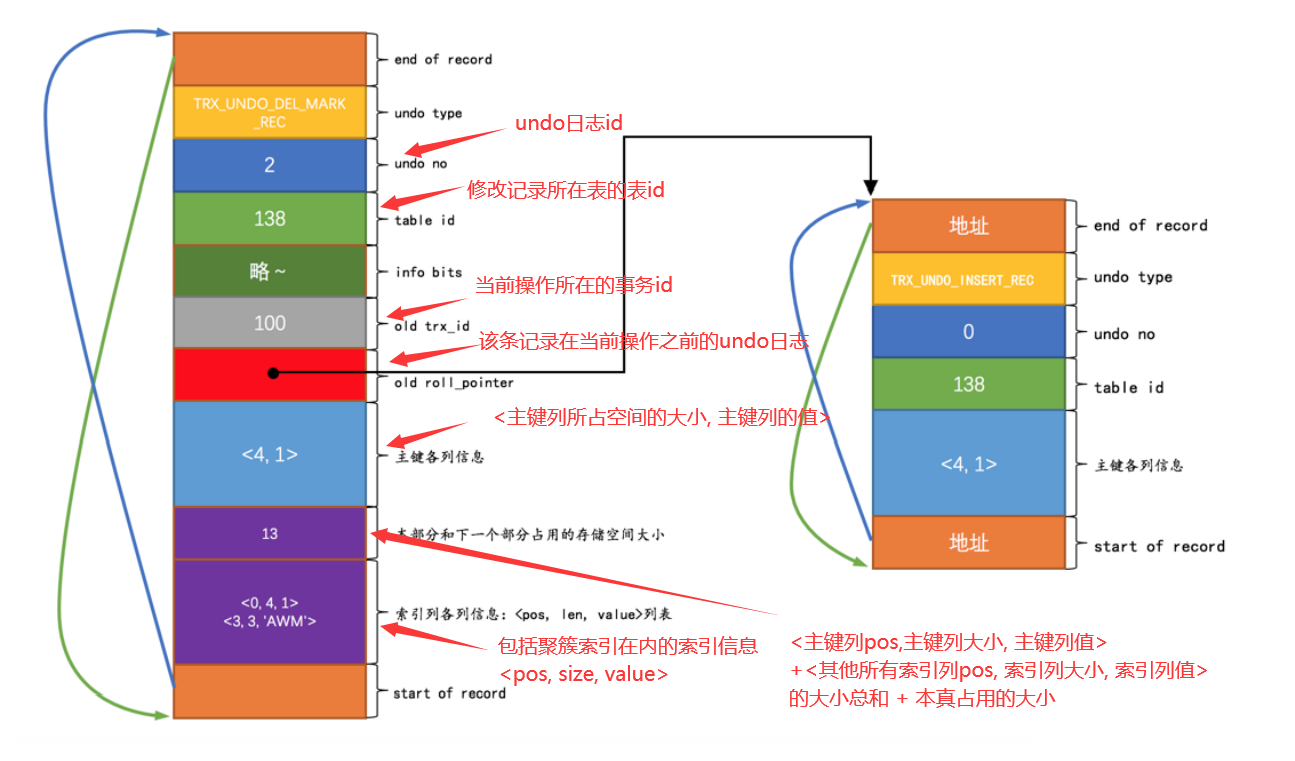 end of record
TRX_UNDO_DEL_MARK
_REC
undo type
undo日志id
2
undo no
修改记录所在表的表id
138
table id
略~
info bits
当前操作所在的事务id
100
old trx_id
该条记录在当前操作之前的undo日志
old roll_pointer
<主键列所占空间的大小, 主键列的值>
<4, 1>
主键各列信息
13
本部分和下一个部分占用的存储空间大小
<0, 4, 1>
<3, 3, 'AWM'>
索引列各列信息: <pos, len, value>列表
包括聚簇索引在内的索引信息
<pos, size, value>
start of record
地址
end of record
TRX_UNDO_INSERT_REC
undo type
0
undo no
138
table id
<4, 1>
主键各列信息
地址
start of record
<主键列pos,主键列大小, 主键列值>
+<其他所有索引列pos, 索引列大小, 索引列值>
的大小总和 + 本真占用的大小